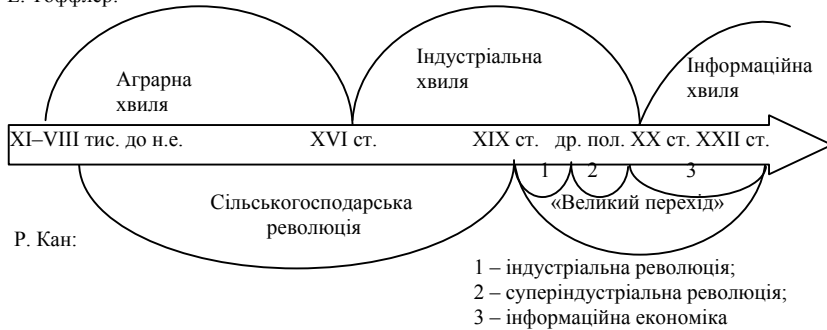 Е. Тоффлер:
Аграрна
хвиля
Індустріальна
хвиля
Інформаційна
хвиля
XI–VIII тис. до н.е. XVI ст. XIX ст. др. пол. XX ст. XXII ст.
1 2 3
Сільськогосподарська
революція
«Великий перехід»
Р. Кан:
1 – індустріальна революція;
2 – суперіндустріальна революція;
3 – інформаційна економіка